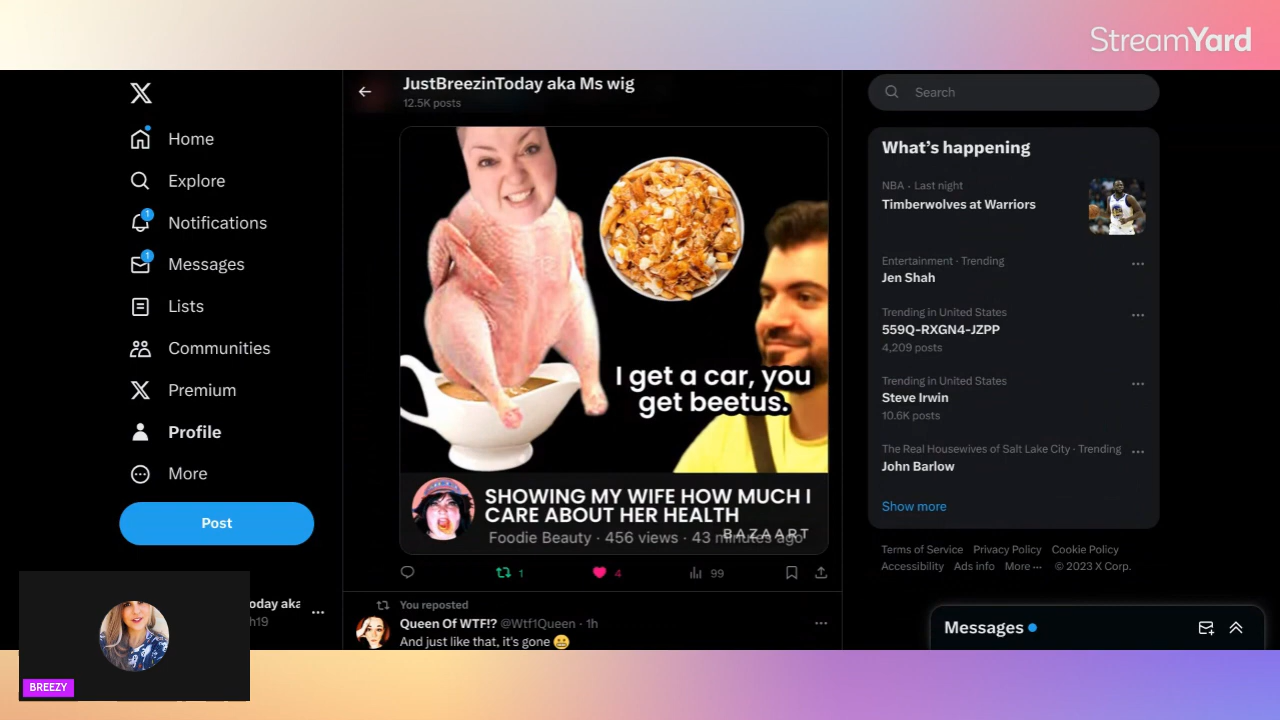 StreamYard
JustBreezinToday aka Ms wig
12.5K posts
Home
Explore
1
Notifications
1
Messages
Lists
Communities
Premium
Profile
More
Post
I get a car, you
get beetus.
SHOWING MY WIFE HOW MUCH I
CARE ABOUT HER HEALTH
BAZAART
Foodie Beauty · 456 views · 43 minutes ago
1
4
99
You reposted
Queen Of WTF!? @Wtf1Queen · 1h
And just like that, it's gone 😬
Search
What's happening
NBA · Last night
Timberwolves at Warriors
Entertainment · Trending
Jen Shah
Trending in United States
559Q-RXGN4-JZPP
4,209 posts
Trending in United States
Steve Irwin
10.6K posts
The Real Housewives of Salt Lake City · Trending
John Barlow
Show more
Terms of Service Privacy Policy Cookie Policy
Accessibility Ads info More ··· © 2023 X Corp.
Messages
oday aka
h19
BREEZY